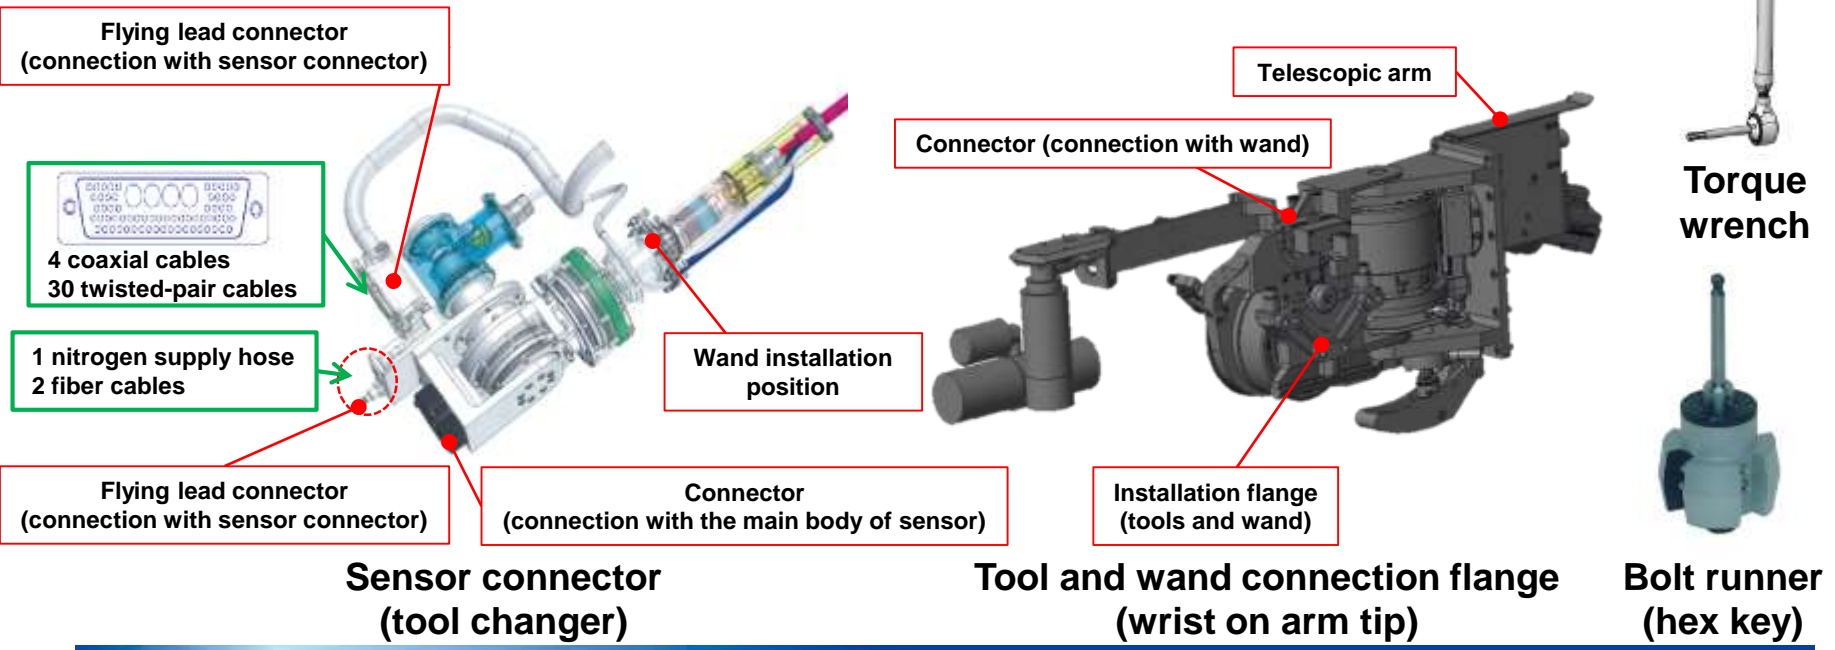 Flying lead connector
(connection with sensor connector)
4 coaxial cables
30 twisted-pair cables
1 nitrogen supply hose
2 fiber cables
Wand installation
position
Flying lead connector
(connection with sensor connector)
Connector
(connection with the main body of sensor)
Sensor connector
(tool changer)
Telescopic arm
Connector (connection with wand)
Installation flange
(tools and wand)
Tool and wand connection flange
(wrist on arm tip)
Torque
wrench
Bolt runner
(hex key)